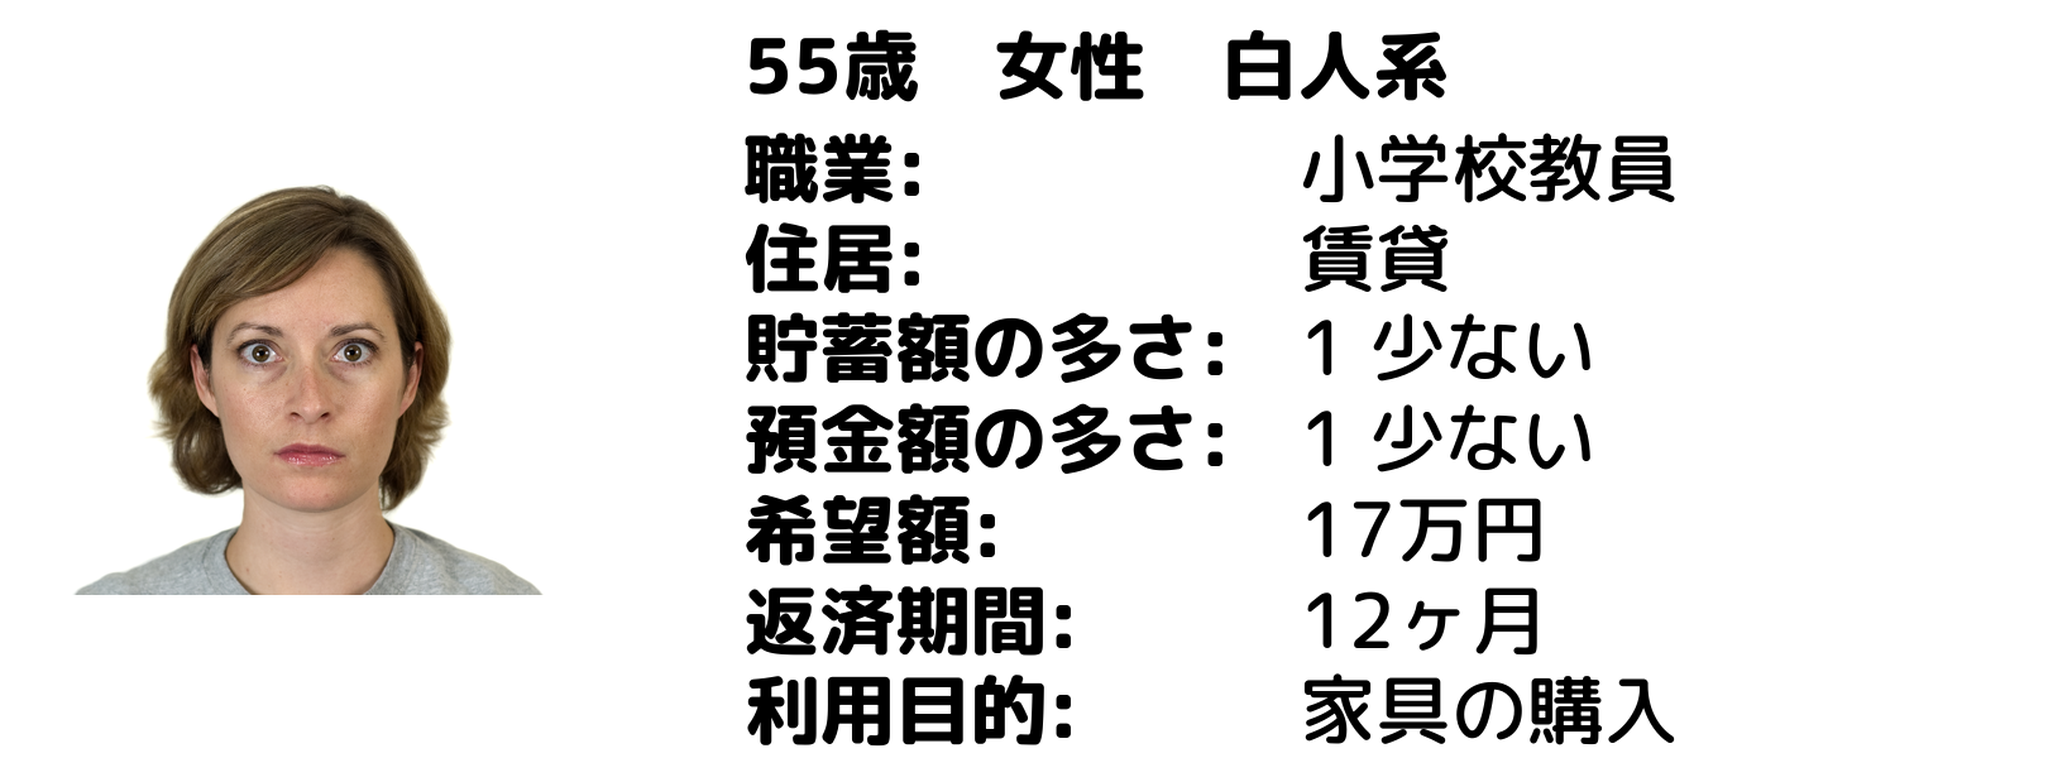 55歳　女性　白人系
職業: 小学校教員
住居: 賃貸
貯蓄額の多さ: 1 少ない
預金額の多さ: 1 少ない
希望額: 17万円
返済期間: 12ヶ月
利用目的: 家具の購入